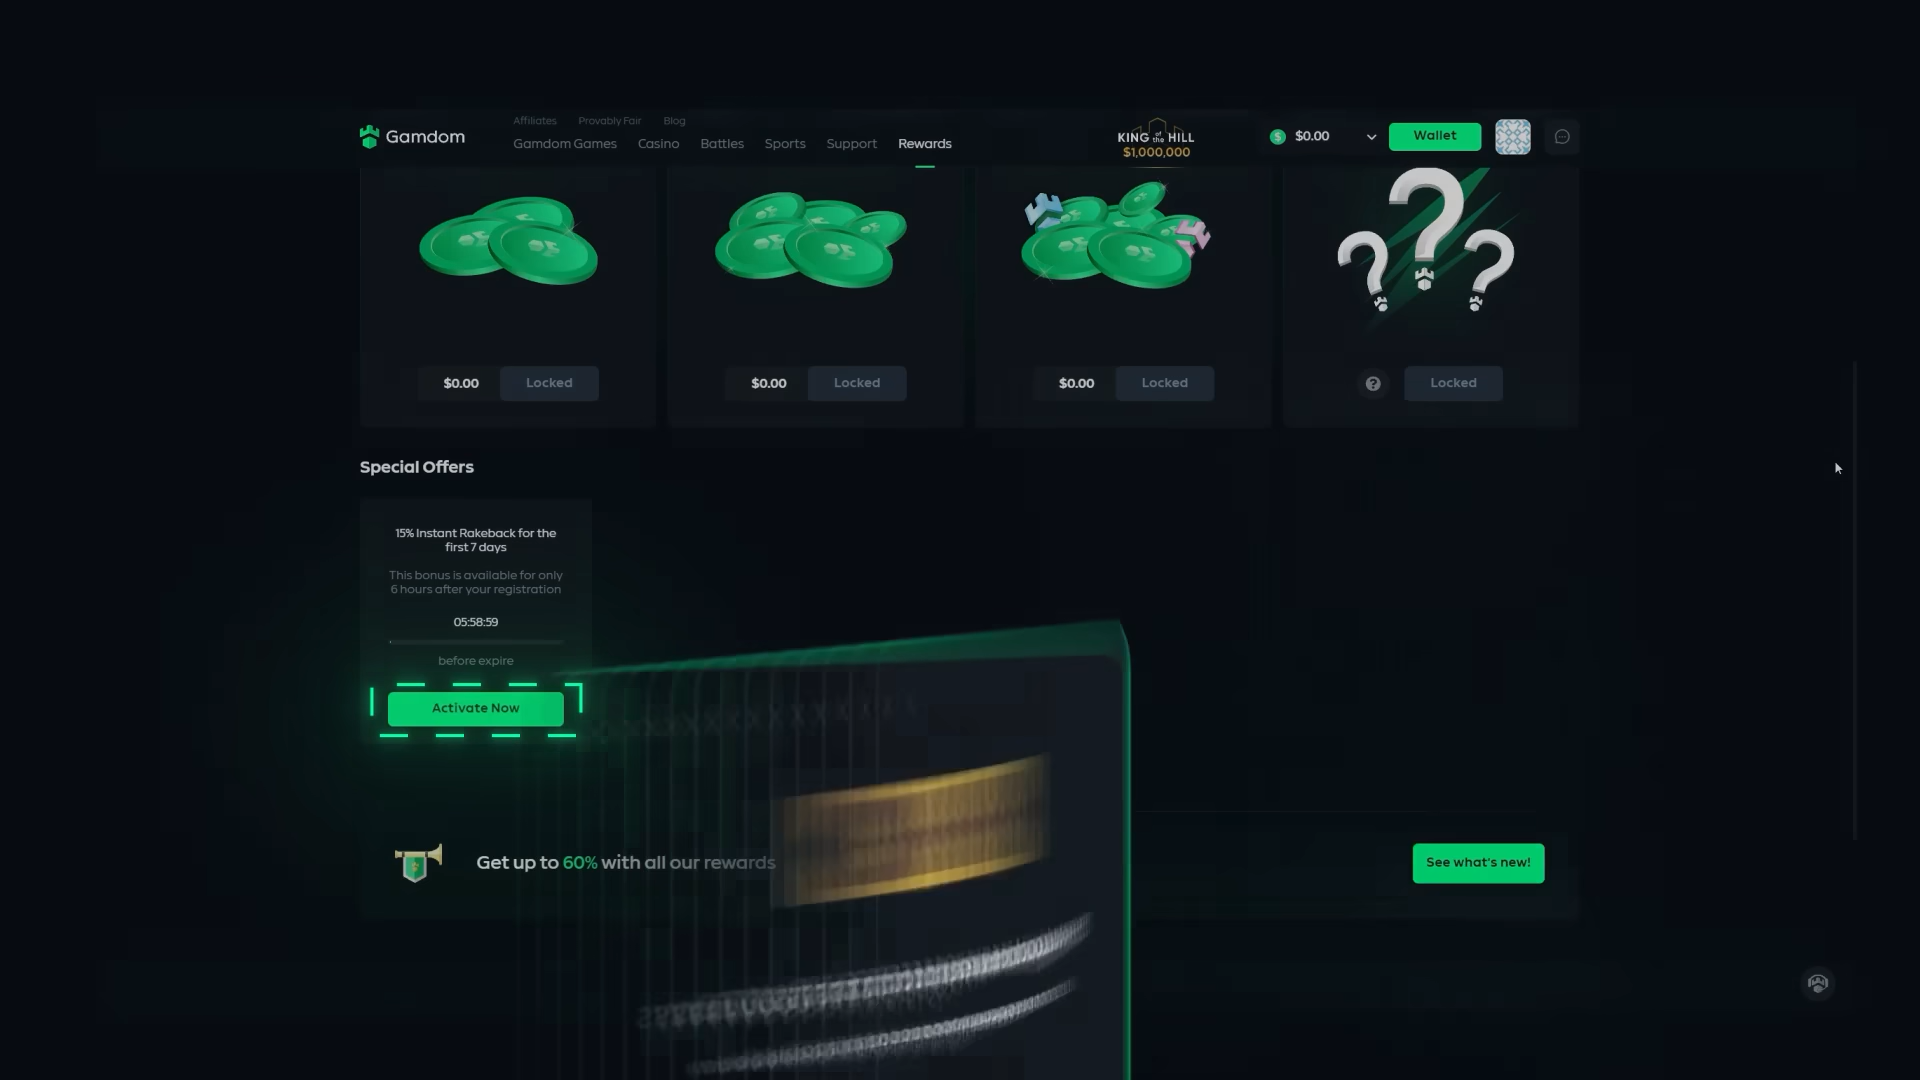 Affiliates Provably Fair Blog
Gamdom
Gamdom Games Casino Battles Sports Support Rewards
KING of the HILL
$1,000,000
$0.00
Wallet
$0.00 Locked
$0.00 Locked
$0.00 Locked
? Locked
Special Offers
15% Instant Rakeback for the
first 7 days
This bonus is available for only
6 hours after your registration
05:58:59
before expire
Activate Now
Get up to 60% with all our rewards
See what's new!